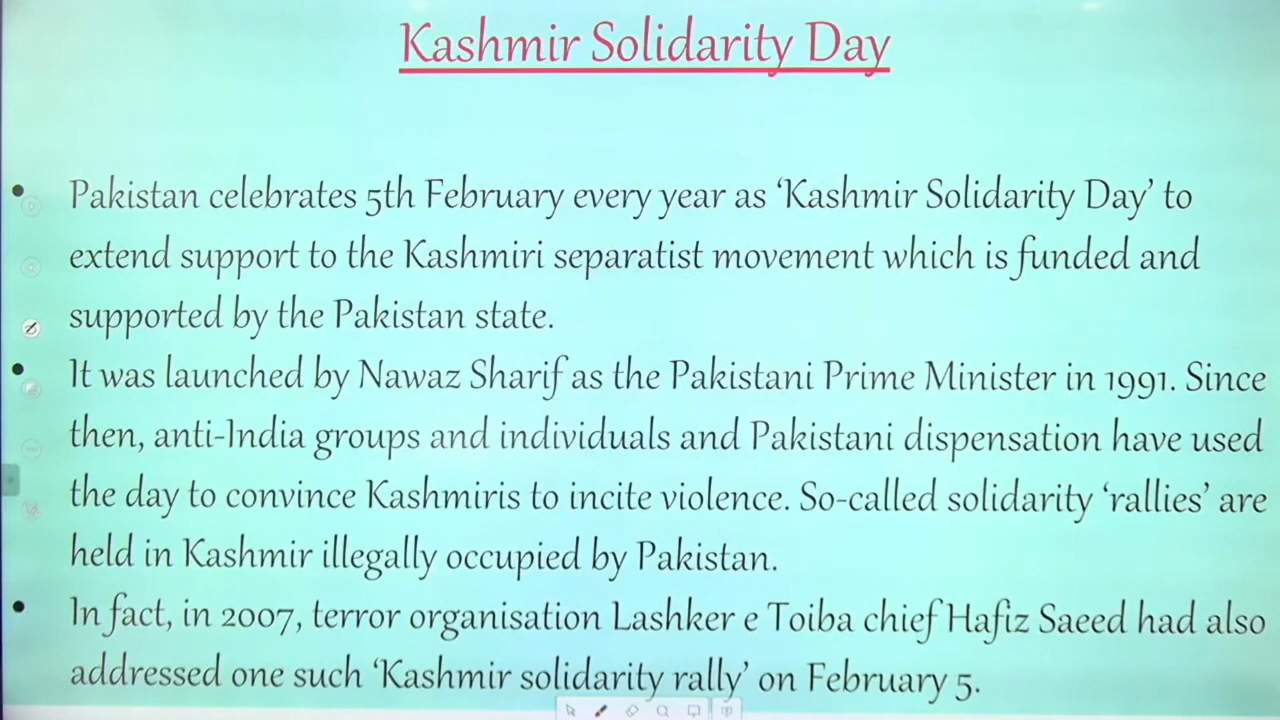 Kashmir Solidarity Day
• Pakistan celebrates 5th February every year as ‘Kashmir Solidarity Day’ to
extend support to the Kashmiri separatist movement which is funded and
supported by the Pakistan state.
• It was launched by Nawaz Sharif as the Pakistani Prime Minister in 1991. Since
then, anti-India groups and individuals and Pakistani dispensation have used
the day to convince Kashmiris to incite violence. So-called solidarity ‘rallies’ are
held in Kashmir illegally occupied by Pakistan.
• In fact, in 2007, terror organisation Lashker e Toiba chief Hafiz Saeed had also
addressed one such ‘Kashmir solidarity rally’ on February 5.